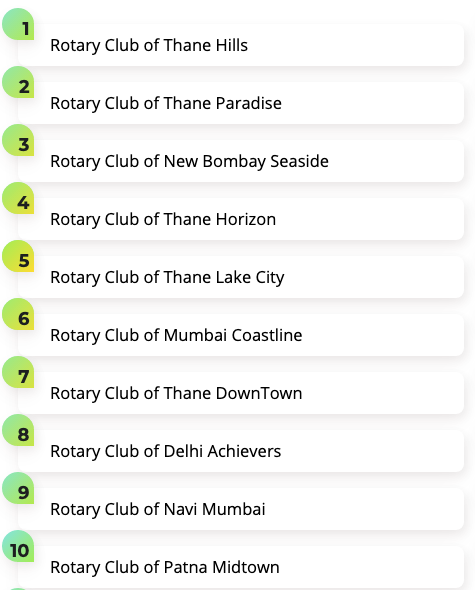 1
Rotary Club of Thane Hills
2
Rotary Club of Thane Paradise
3
Rotary Club of New Bombay Seaside
4
Rotary Club of Thane Horizon
5
Rotary Club of Thane Lake City
6
Rotary Club of Mumbai Coastline
7
Rotary Club of Thane DownTown
8
Rotary Club of Delhi Achievers
9
Rotary Club of Navi Mumbai
10
Rotary Club of Patna Midtown